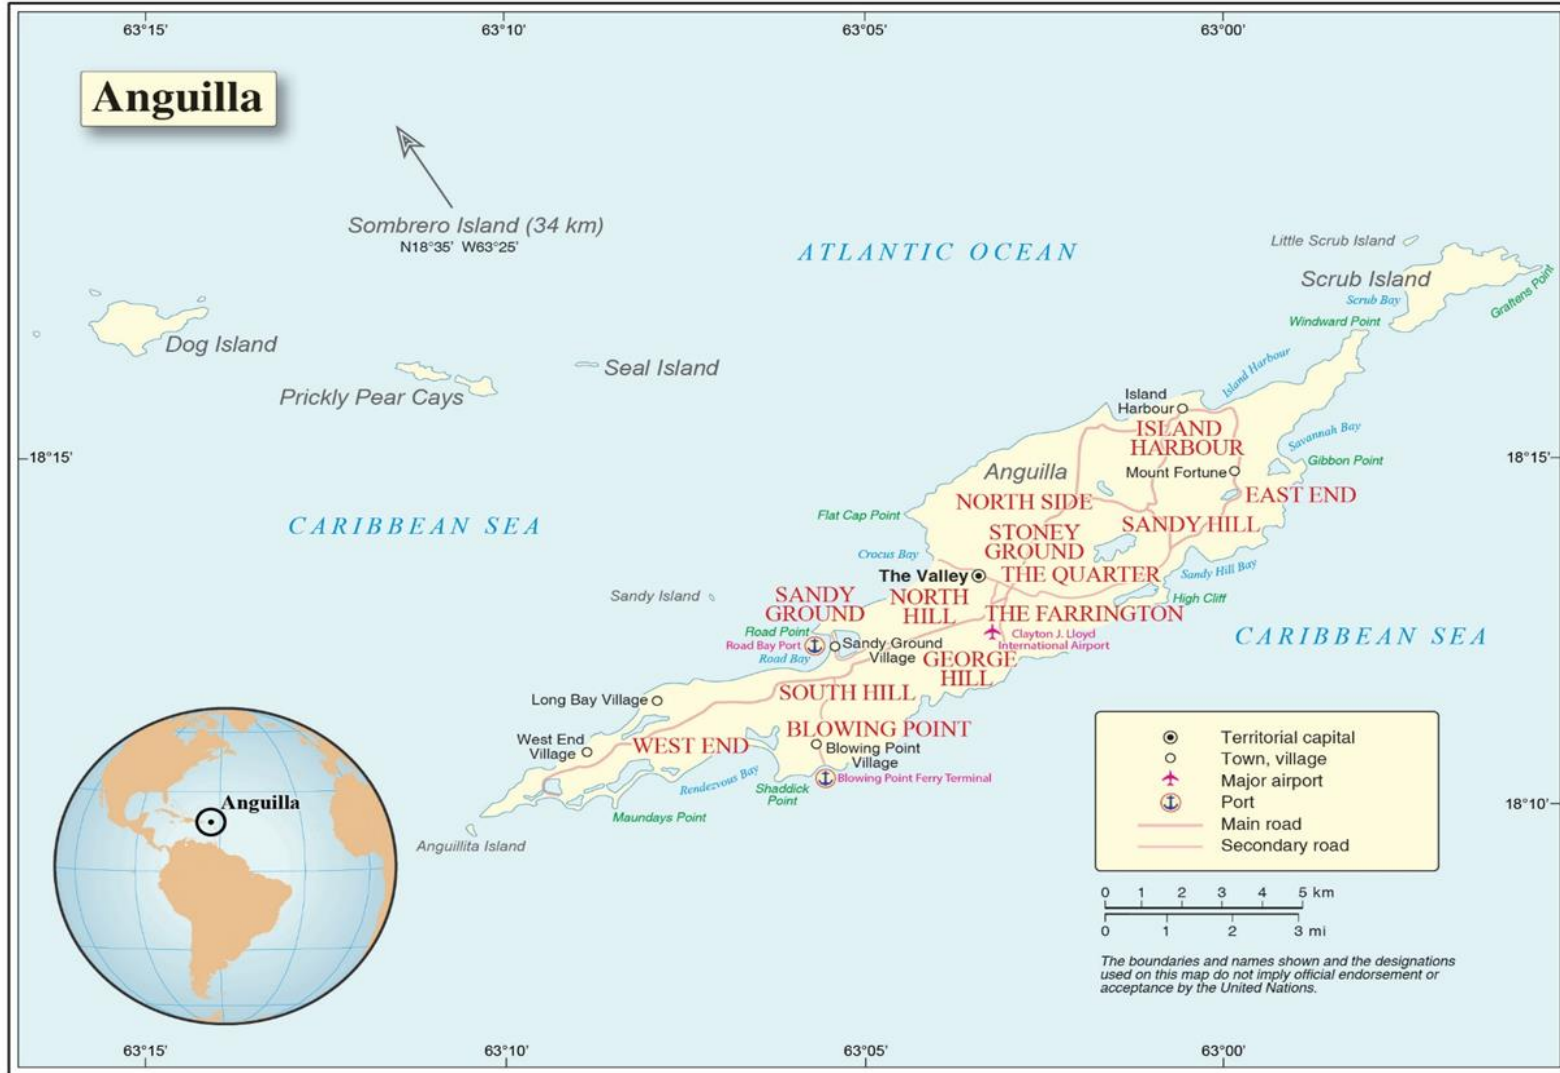 63°15'
63°10'
63°05'
63°00'
Anguilla
Sombrero Island (34 km)
N18°35' W63°25'
ATLANTIC OCEAN
Little Scrub Island
Scrub Island
Scrub Bay
Graftens Point
Windward Point
Dog Island
Seal Island
Prickly Pear Cays
Island Harbour
Island
Harbour
ISLAND
HARBOUR
Savannah Bay
18°15'
18°15'
Gibbon Point
Anguilla
Mount Fortune
EAST END
NORTH SIDE
Flat Cap Point
CARIBBEAN SEA
SANDY HILL
STONEY
GROUND
Crocus Bay
The Valley
THE QUARTER
Sandy Hill Bay
Sandy Island
SANDY
GROUND
NORTH
HILL
High Cliff
THE FARRINGTON
Road Point
Road Bay Port
Road Bay
Sandy Ground
Village
Clayton J. Lloyd
International Airport
CARIBBEAN SEA
GEORGE
HILL
SOUTH HILL
Long Bay Village
BLOWING POINT
West End
Village
WEST END
Blowing Point
Village
Rendezvous Bay
Shaddick
Point
Blowing Point Ferry Terminal
Maundays Point
Anguillita Island
Anguilla
Territorial capital
Town, village
Major airport
Port
Main road
Secondary road
18°10'
0 1 2 3 4 5 km
0 1 2 3 mi
The boundaries and names shown and the designations
used on this map do not imply official endorsement or
acceptance by the United Nations.
63°15'
63°10'
63°05'
63°00'